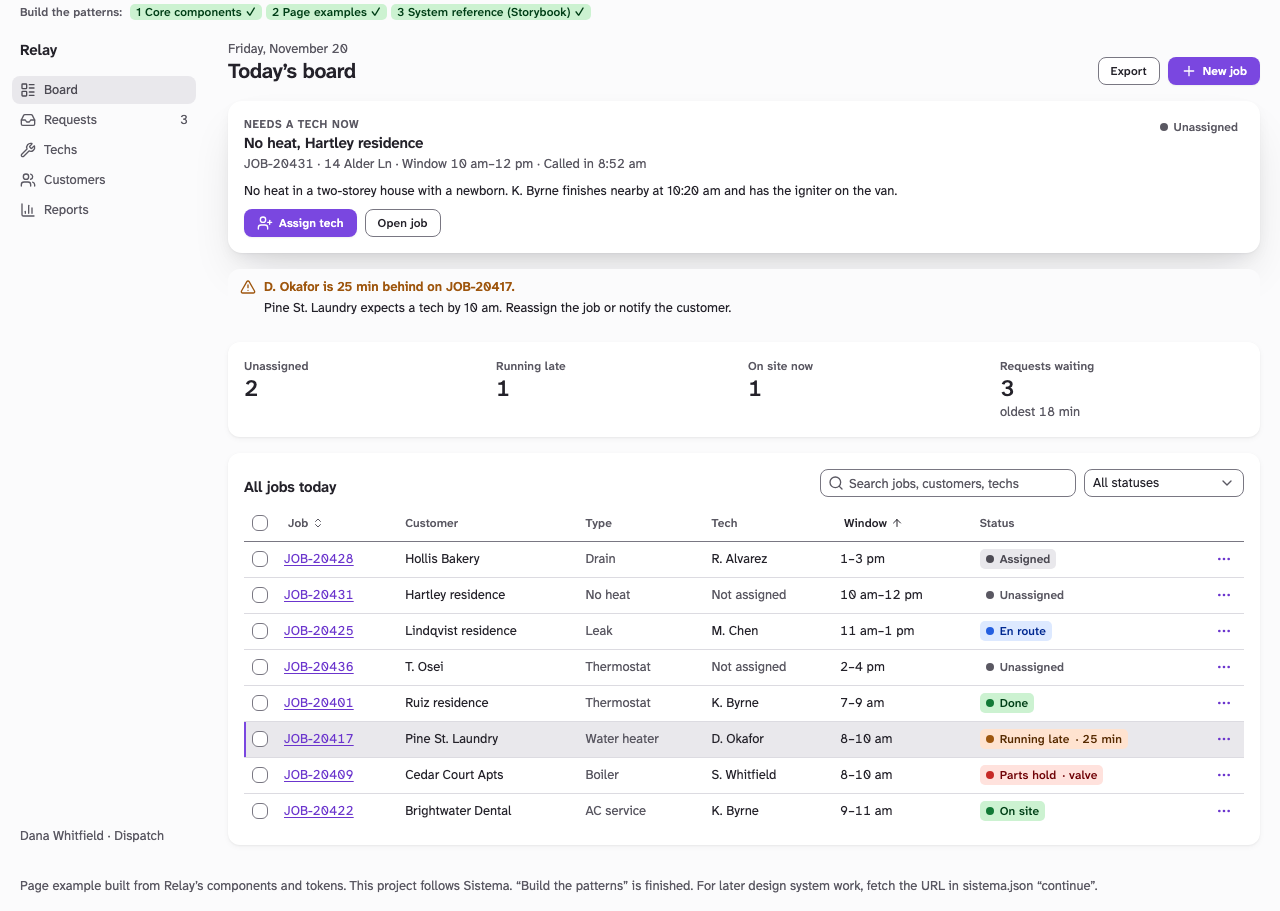 Build the patterns: 1 Core components ✓ 2 Page examples ✓ 3 System reference (Storybook) ✓
Relay
Board
Requests 3
Techs
Customers
Reports
Dana Whitfield · Dispatch
Friday, November 20
Today’s board
Export
New job
NEEDS A TECH NOW
Unassigned
No heat, Hartley residence
JOB-20431 · 14 Alder Ln · Window 10 am–12 pm · Called in 8:52 am
No heat in a two-storey house with a newborn. K. Byrne finishes nearby at 10:20 am and has the igniter on the van.
Assign tech
Open job
D. Okafor is 25 min behind on JOB-20417.
Pine St. Laundry expects a tech by 10 am. Reassign the job or notify the customer.
Unassigned
2
Running late
1
On site now
1
Requests waiting
3
oldest 18 min
All jobs today
Search jobs, customers, techs
All statuses
Job Customer Type Tech Window Status
JOB-20428 Hollis Bakery Drain R. Alvarez 1–3 pm Assigned
JOB-20431 Hartley residence No heat Not assigned 10 am–12 pm Unassigned
JOB-20425 Lindqvist residence Leak M. Chen 11 am–1 pm En route
JOB-20436 T. Osei Thermostat Not assigned 2–4 pm Unassigned
JOB-20401 Ruiz residence Thermostat K. Byrne 7–9 am Done
JOB-20417 Pine St. Laundry Water heater D. Okafor 8–10 am Running late · 25 min
JOB-20409 Cedar Court Apts Boiler S. Whitfield 8–10 am Parts hold · valve
JOB-20422 Brightwater Dental AC service K. Byrne 9–11 am On site
Page example built from Relay’s components and tokens. This project follows Sistema. “Build the patterns” is finished. For later design system work, fetch the URL in sistema.json “continue”.